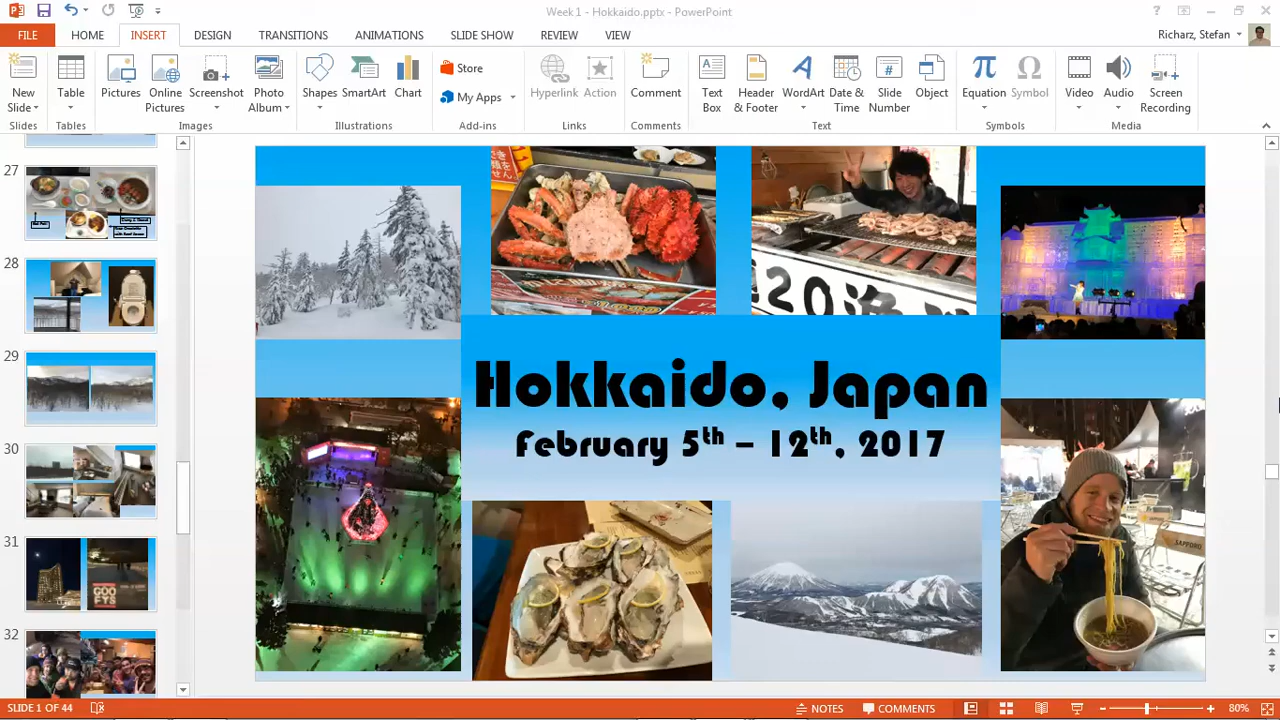 Week 1 - Hokkaido.pptx - PowerPoint
FILE HOME INSERT DESIGN TRANSITIONS ANIMATIONS SLIDE SHOW REVIEW VIEW
Richarz, Stefan
New Slide
Table
Pictures
Online Pictures
Screenshot
Photo Album
Shapes
SmartArt
Chart
Store
My Apps
Hyperlink
Action
Comment
Text Box
Header & Footer
WordArt
Date & Time
Slide Number
Object
Equation
Symbol
Video
Audio
Screen Recording
Slides Tables Images Illustrations Add-ins Links Comments Text Symbols Media
27
28
29
30
31
32
20
Hokkaido, Japan
February 5th – 12th, 2017
SAPPORO
SLIDE 1 OF 44
NOTES
COMMENTS
80%